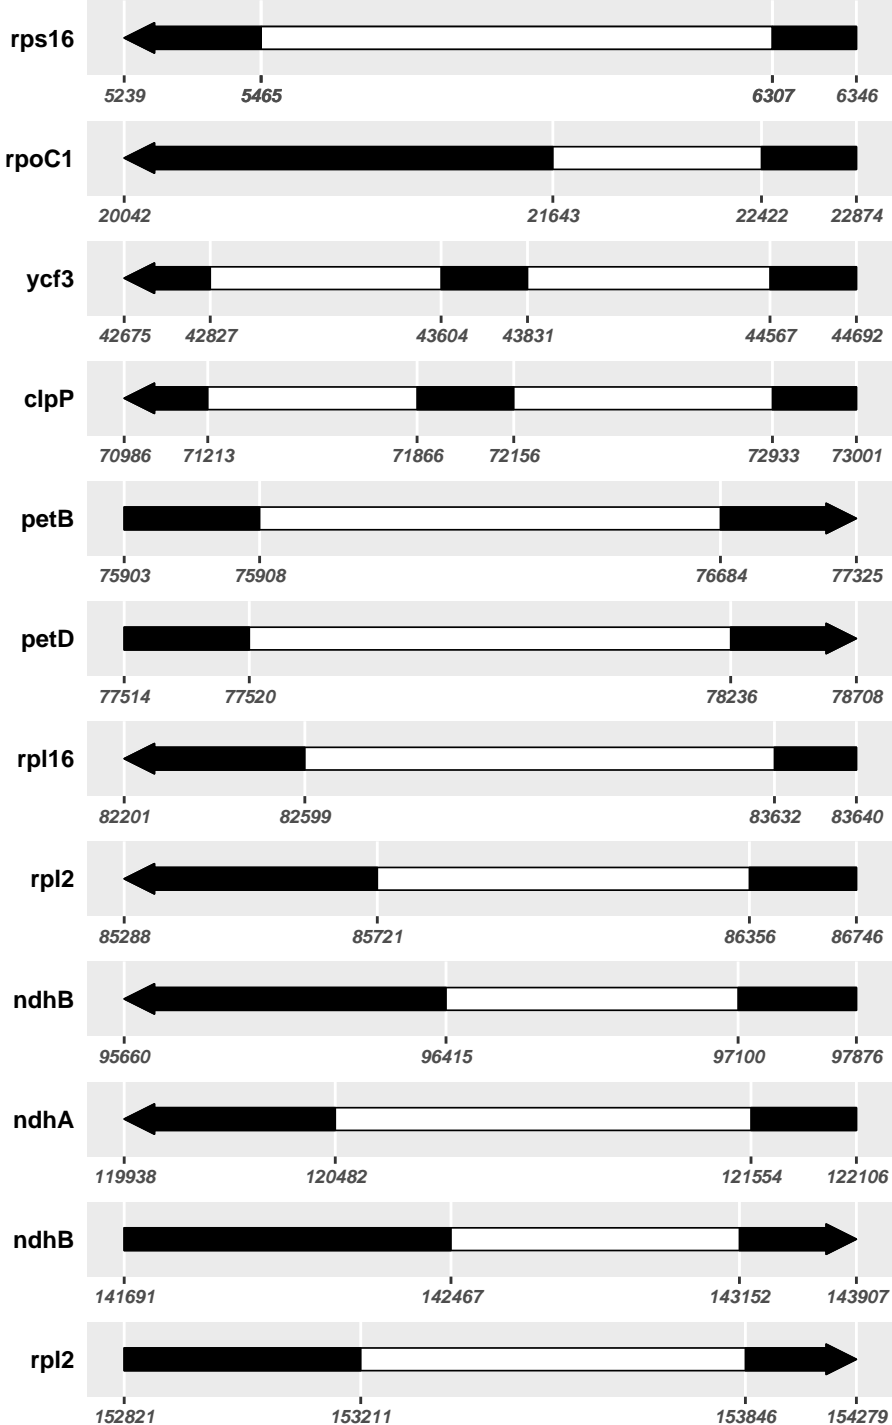 rps16
5239 5465 6307 6346
rpoC1
20042 21643 22422 22874
ycf3
42675 42827 43604 43831 44567 44692
clpP
70986 71213 71866 72156 72933 73001
petB
75903 75908 76684 77325
petD
77514 77520 78236 78708
rpl16
82201 82599 83632 83640
rpl2
85288 85721 86356 86746
ndhB
95660 96415 97100 97876
ndhA
119938 120482 121554 122106
ndhB
141691 142467 143152 143907
rpl2
152821 153211 153846 154279